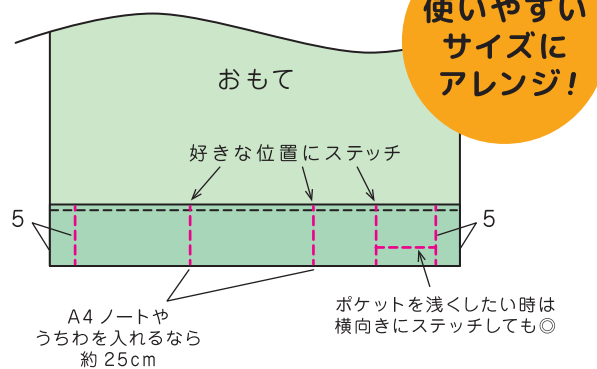 使いやすい
サイズに
アレンジ!
おもて
好きな位置にステッチ
5
5
A4ノートや
うちわを入れるなら
約25cm
ポケットを浅くしたい時は
横向きにステッチしても◎